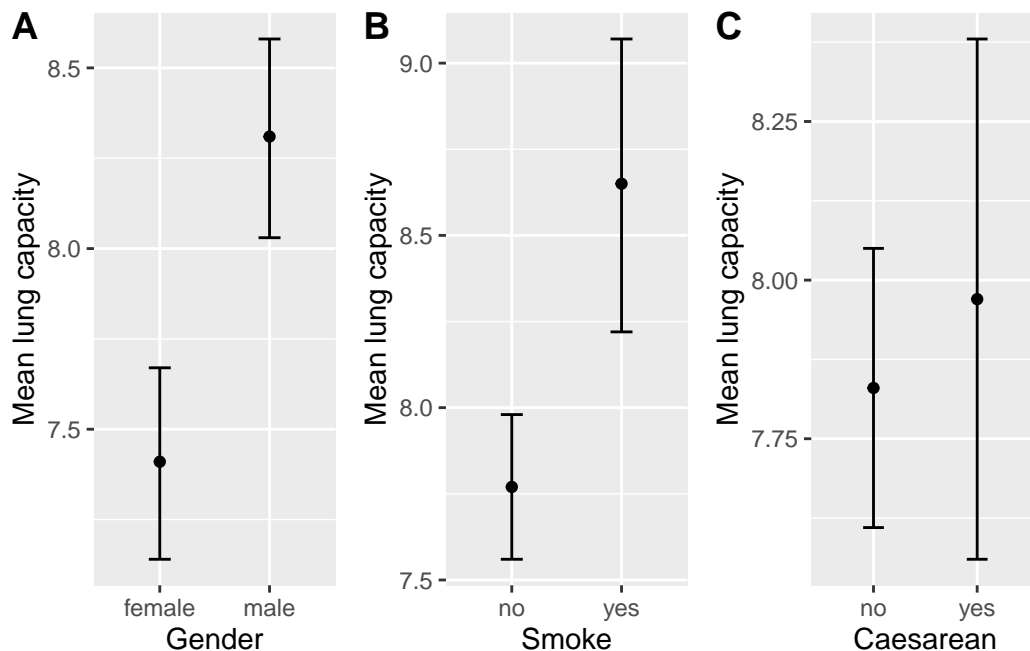 A
Mean lung capacity
8.5
8.0
7.5
female male
Gender
B
Mean lung capacity
9.0
8.5
8.0
7.5
no yes
Smoke
C
Mean lung capacity
8.25
8.00
7.75
no yes
Caesarean